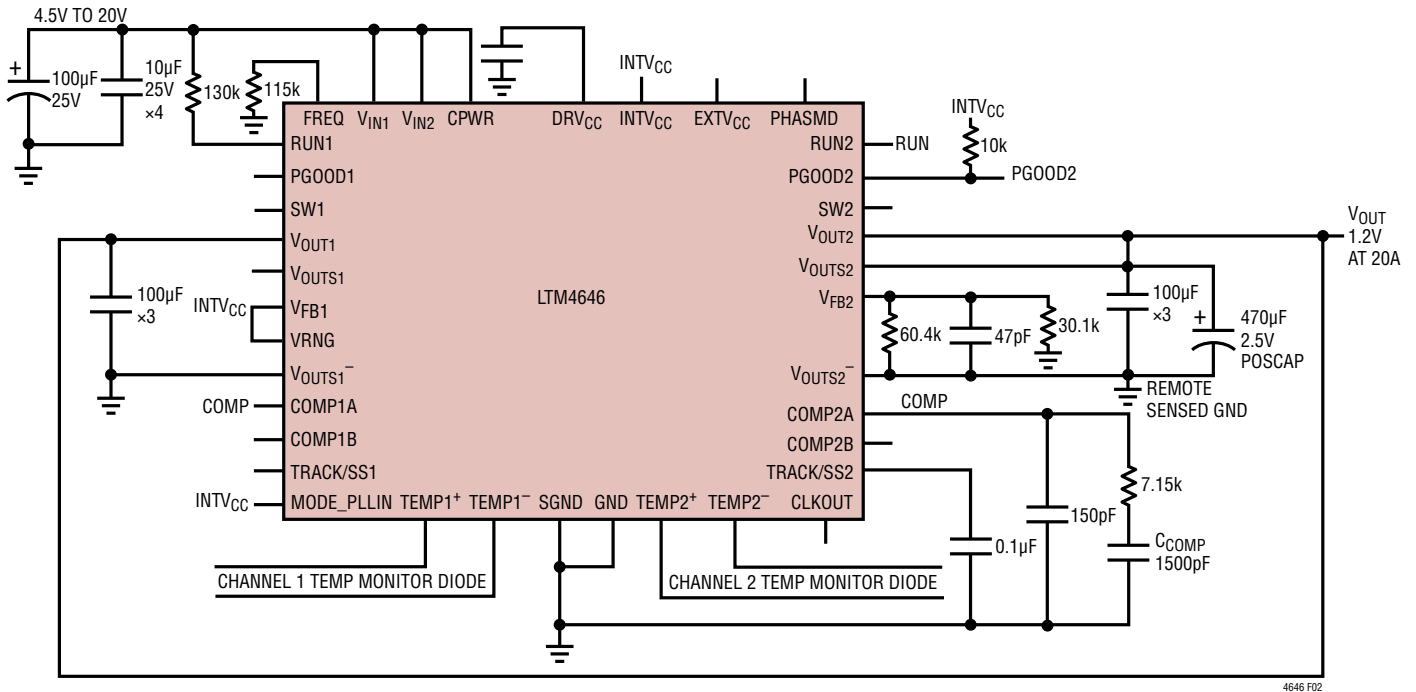 4.5V TO 20V
100µF
25V
10µF
25V
×4
130k
115k
INTVCC
INTVCC
10k
FREQ
VIN1
VIN2
CPWR
DRVCC
INTVCC
EXTVCC
PHASMD
RUN1
RUN2
RUN
PGOOD1
PGOOD2
PGOOD2
SW1
SW2
VOUT1
VOUT2
VOUT
1.2V
AT 20A
VOUTS1
VOUTS2
100µF
×3
INTVCC
VFB1
LTM4646
VFB2
60.4k
47pF
30.1k
100µF
×3
470µF
2.5V
POSCAP
VRNG
VOUTS1–
VOUTS2–
REMOTE
SENSED GND
COMP
COMP1A
COMP2A
COMP
COMP1B
COMP2B
TRACK/SS1
TRACK/SS2
INTVCC
MODE_PLLIN
TEMP1+
TEMP1–
SGND
GND
TEMP2+
TEMP2–
CLKOUT
7.15k
150pF
0.1µF
CCOMP
1500pF
CHANNEL 1 TEMP MONITOR DIODE
CHANNEL 2 TEMP MONITOR DIODE
4646 F02